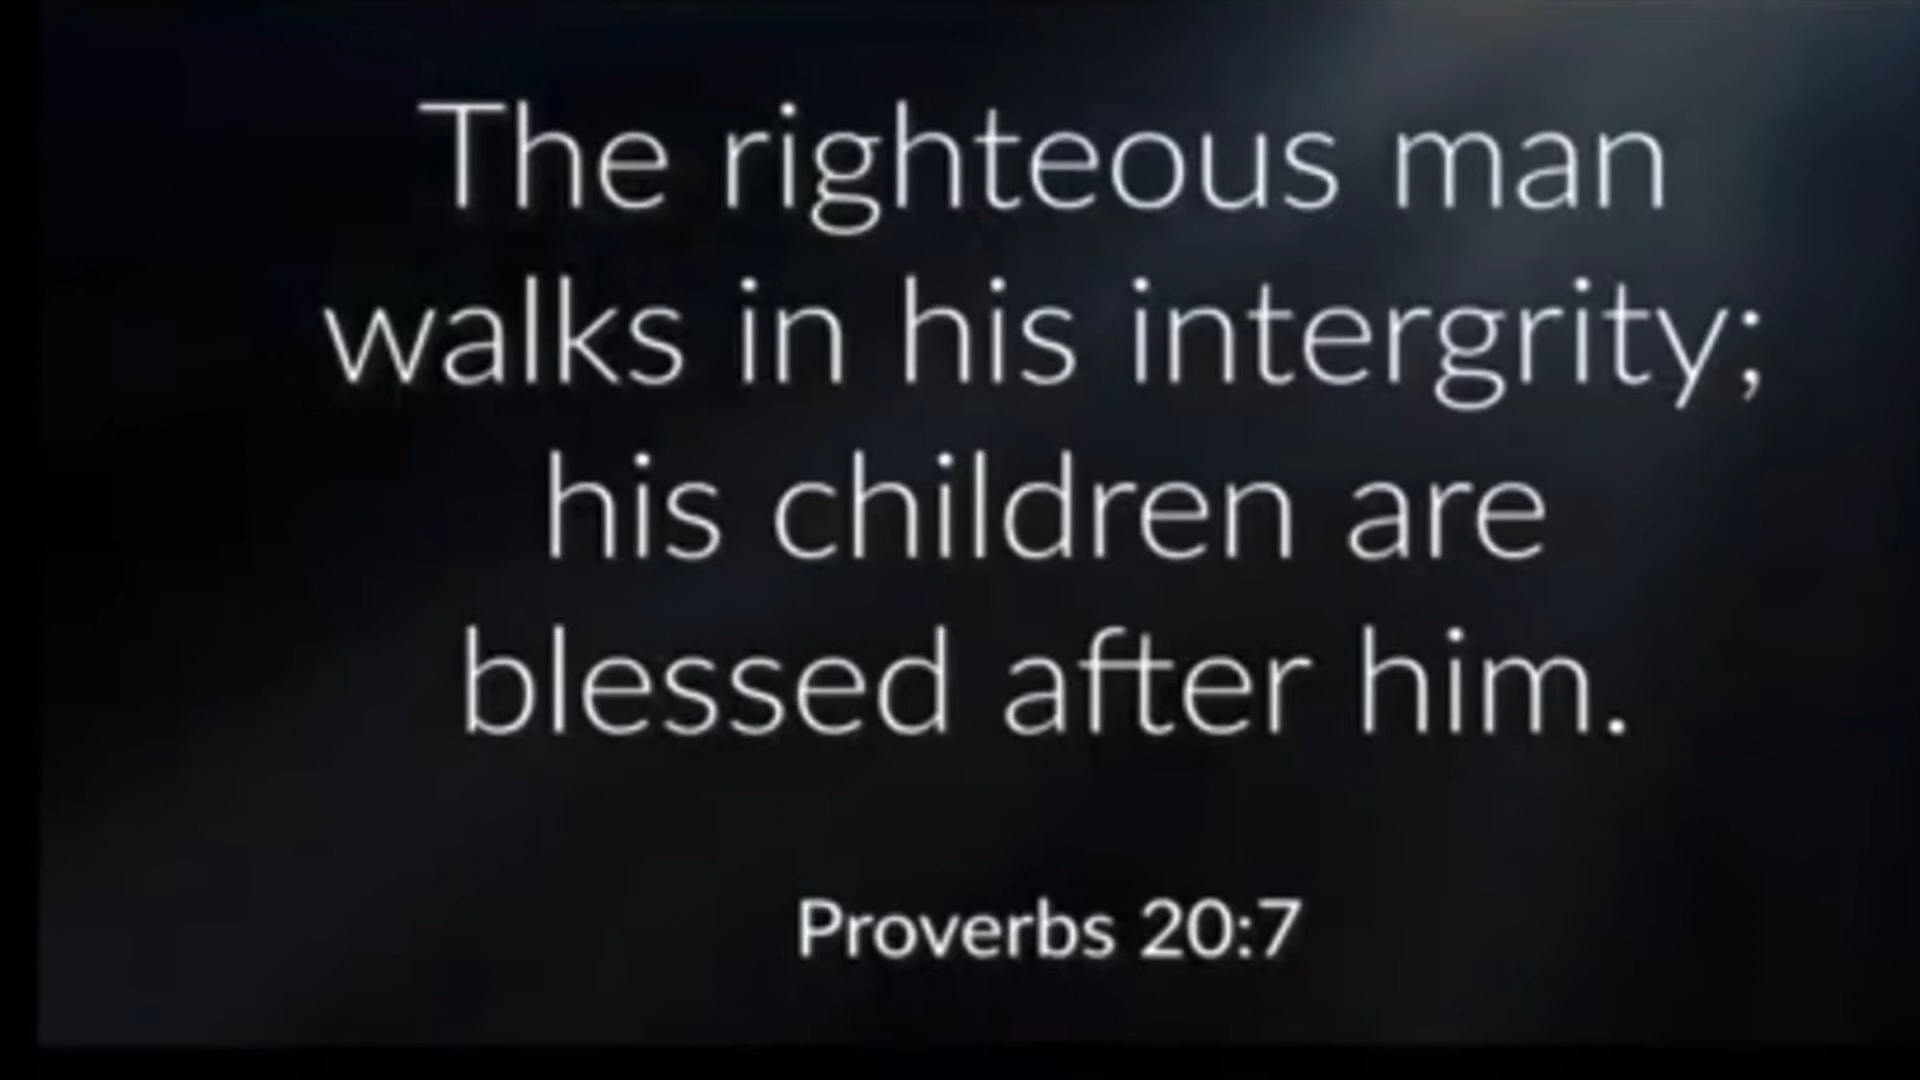 The righteous man
walks in his intergrity;
his children are
blessed after him.
Proverbs 20:7